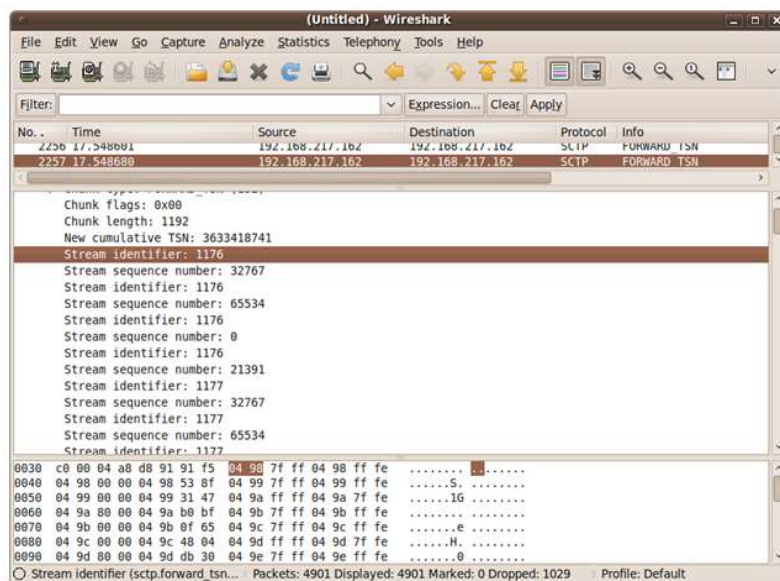 (Untitled) - Wireshark
File Edit View Go Capture Analyze Statistics Telephony Tools Help
Filter: Expression... Clear Apply
No. . Time Source Destination Protocol Info
2256 17.548601 192.168.217.162 192.168.217.162 SCTP FORWARD_TSN
2257 17.548680 192.168.217.162 192.168.217.162 SCTP FORWARD_TSN
Chunk flags: 0x00
Chunk length: 1192
New cumulative TSN: 3633418741
Stream identifier: 1176
Stream sequence number: 32767
Stream identifier: 1176
Stream sequence number: 65534
Stream identifier: 1176
Stream sequence number: 0
Stream identifier: 1176
Stream sequence number: 21391
Stream identifier: 1177
Stream sequence number: 32767
Stream identifier: 1177
Stream sequence number: 65534
Stream identifier: 1177
0030 c0 00 04 a8 d8 91 91 f5 04 98 7f ff 04 98 ff fe ........ ........
0040 04 98 00 00 04 98 53 8f 04 99 7f ff 04 99 ff fe ......S. ........
0050 04 99 00 00 04 99 31 47 04 9a ff ff 04 9a 7f fe ......1G ........
0060 04 9a 80 00 04 9a b0 bf 04 9b 7f ff 04 9b ff fe ........ ........
0070 04 9b 00 00 04 9b 0f 65 04 9c 7f ff 04 9c ff fe .......e ........
0080 04 9c 00 00 04 9c 48 04 04 9d ff ff 04 9d 7f fe ......H. ........
0090 04 9d 80 00 04 9d db 30 04 9e 7f ff 04 9e ff fe .......0 ........
Stream identifier (sctp.forward_tsn... Packets: 4901 Displayed: 4901 Marked: 0 Dropped: 1029 Profile: Default